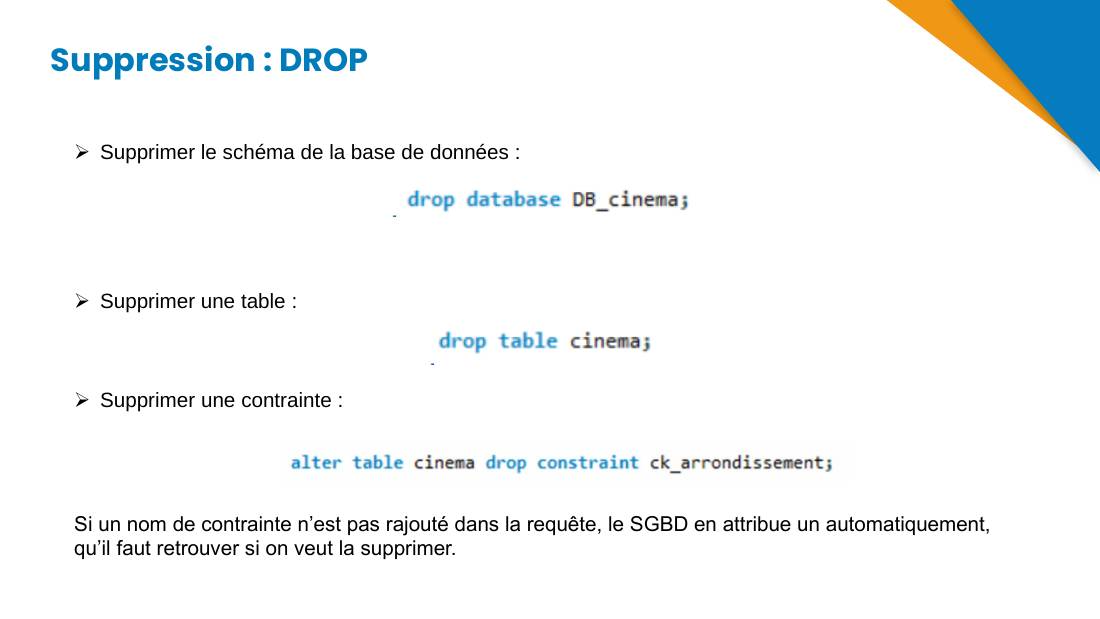 Suppression : DROP
➢ Supprimer le schéma de la base de données :
drop database DB_cinema;
➢ Supprimer une table :
drop table cinema;
➢ Supprimer une contrainte :
alter table cinema drop constraint ck_arrondissement;
Si un nom de contrainte n’est pas rajouté dans la requête, le SGBD en attribue un automatiquement,
qu’il faut retrouver si on veut la supprimer.